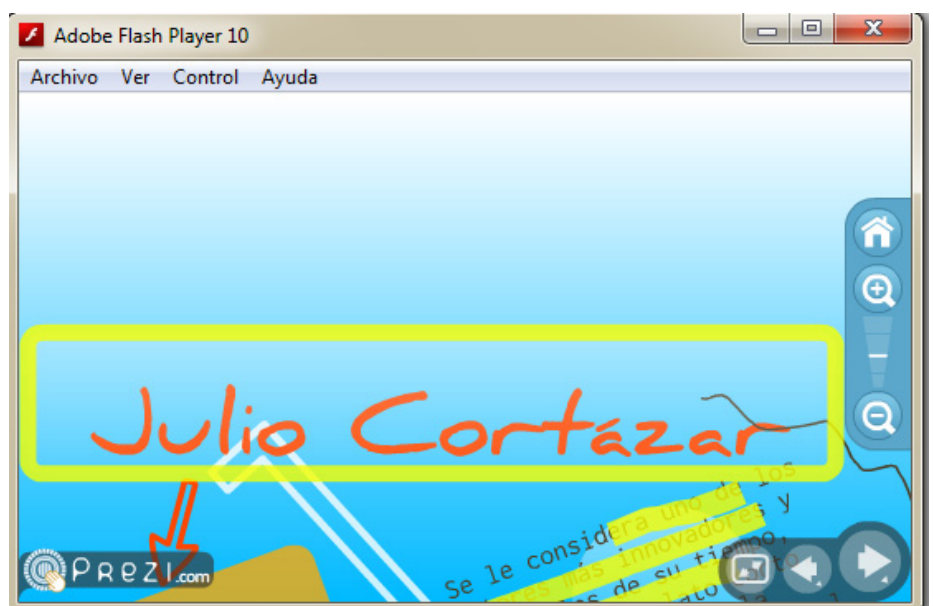 Adobe Flash Player 10
Archivo Ver Control Ayuda
Julio Cortázar
Se le considera uno de los
más innovadores y
de su tiempo,
Prezi.com